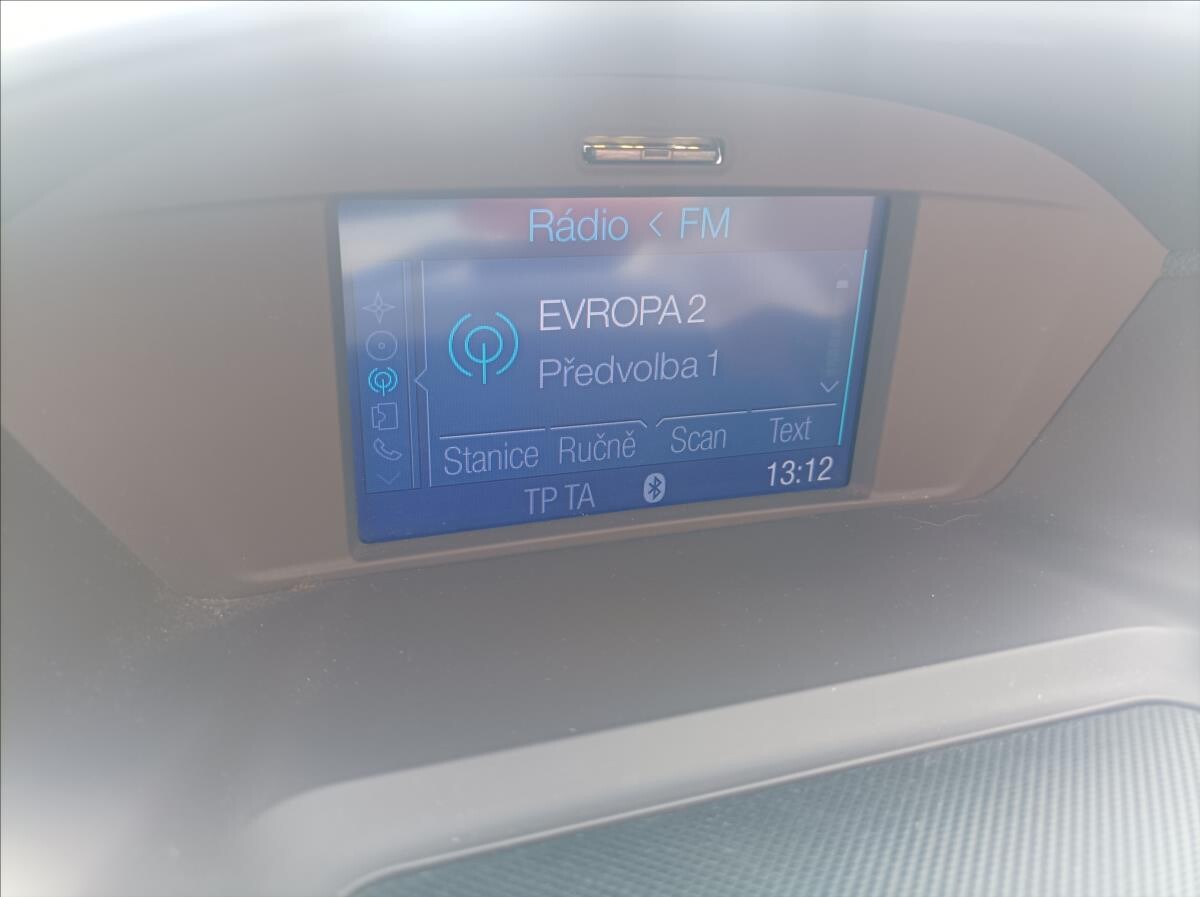 Rádio < FM
EVROPA 2
Předvolba 1
Stanice Ručně Scan Text
TP TA 13:12